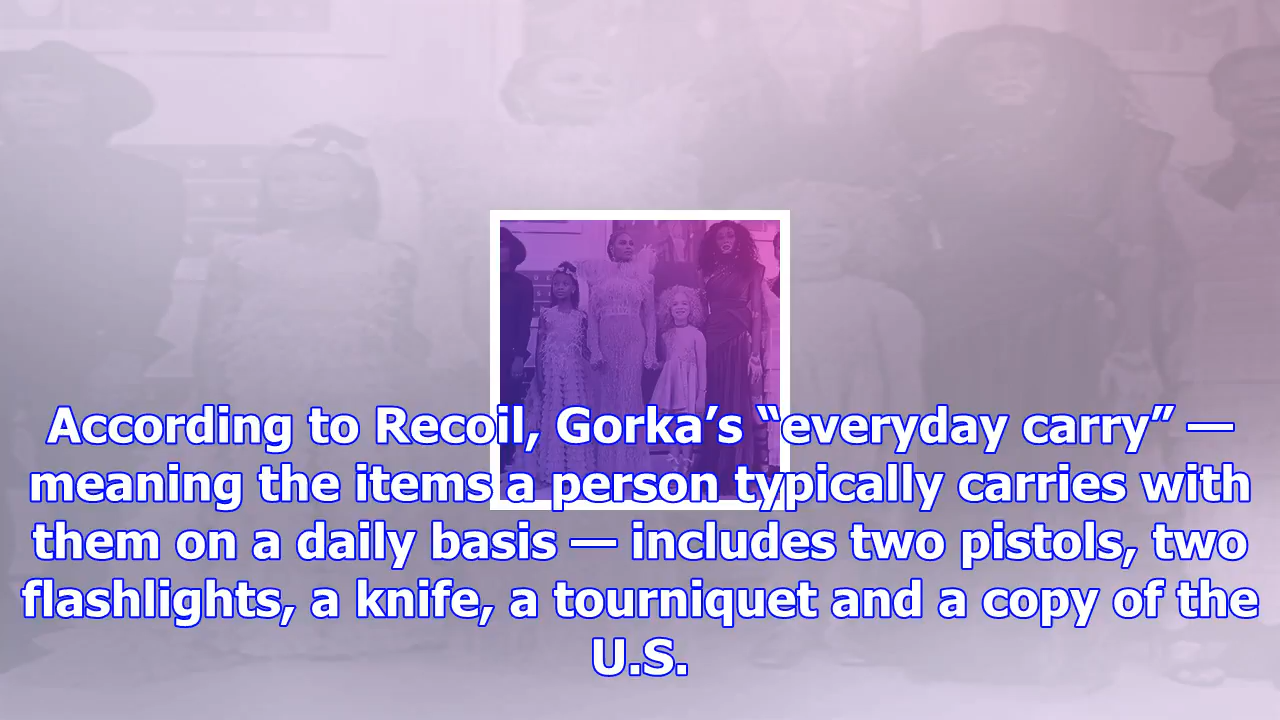 According to Recoil, Gorka’s “everyday carry” —
meaning the items a person typically carries with
them on a daily basis — includes two pistols, two
flashlights, a knife, a tourniquet and a copy of the
U.S.